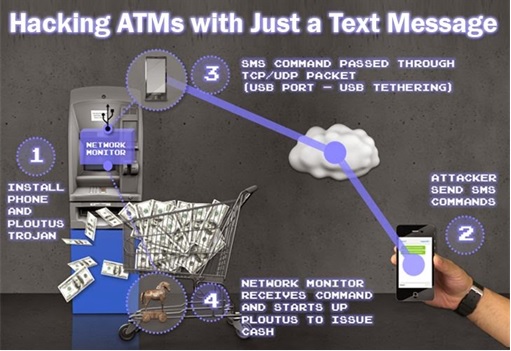 Hacking ATMs with Just a Text Message
1
INSTALL
PHONE
AND
PLOUTUS
TROJAN
NETWORK
MONITOR
3
SMS COMMAND PASSED THROUGH
TCP/UDP PACKET
(USB PORT - USB TETHERING)
ATTACKER
SEND SMS
COMMANDS
2
4
NETWORK MONITOR
RECEIVES COMMAND
AND STARTS UP
PLOUTUS TO ISSUE
CASH